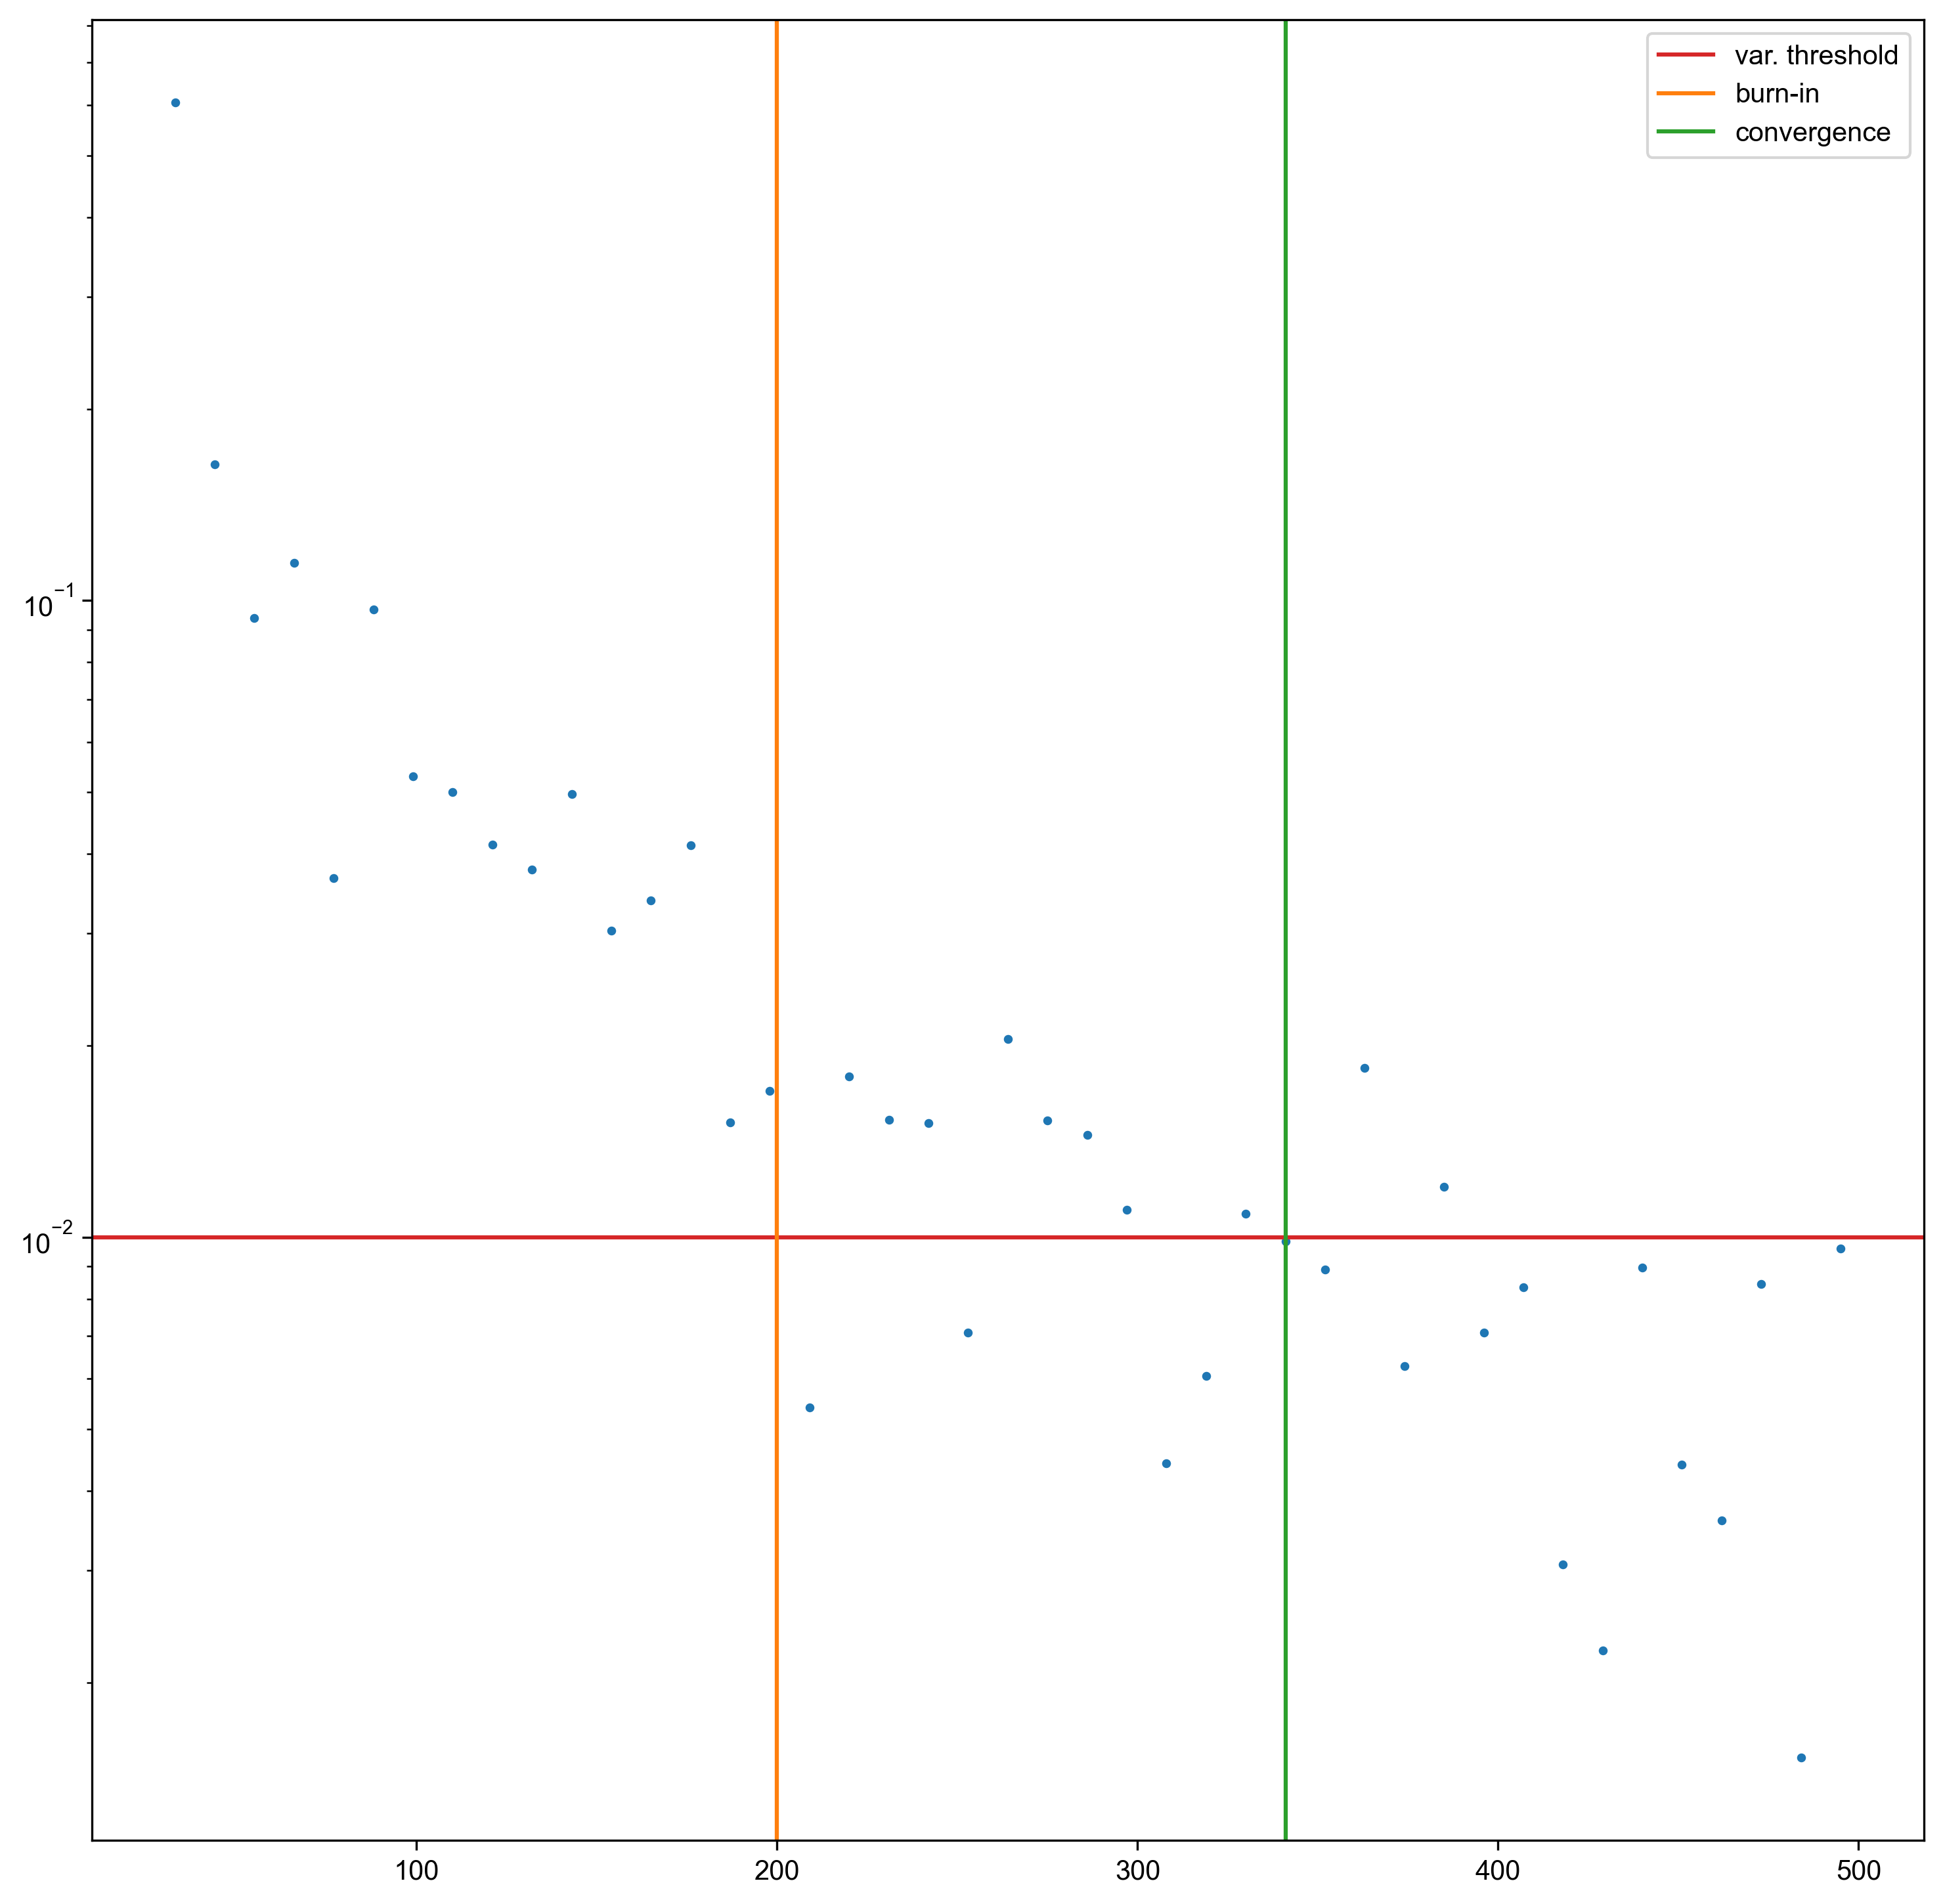 var. threshold
burn-in
convergence
10⁻¹
10⁻²
100 200 300 400 500